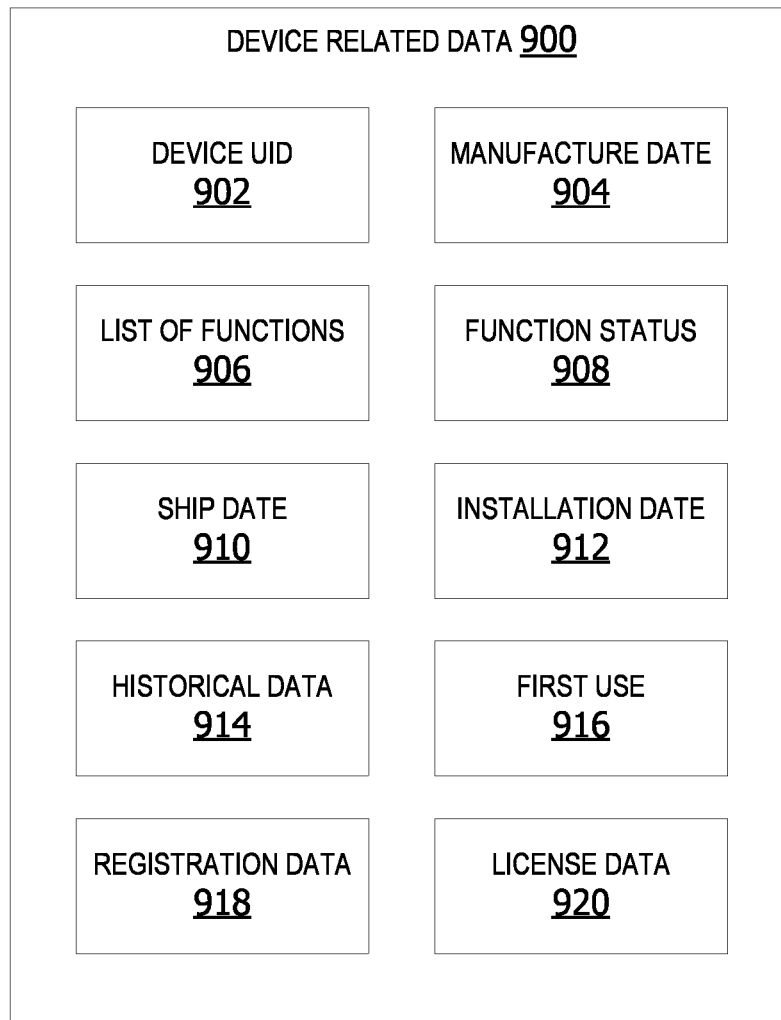 DEVICE RELATED DATA 900
DEVICE UID
902
MANUFACTURE DATE
904
LIST OF FUNCTIONS
906
FUNCTION STATUS
908
SHIP DATE
910
INSTALLATION DATE
912
HISTORICAL DATA
914
FIRST USE
916
REGISTRATION DATA
918
LICENSE DATA
920